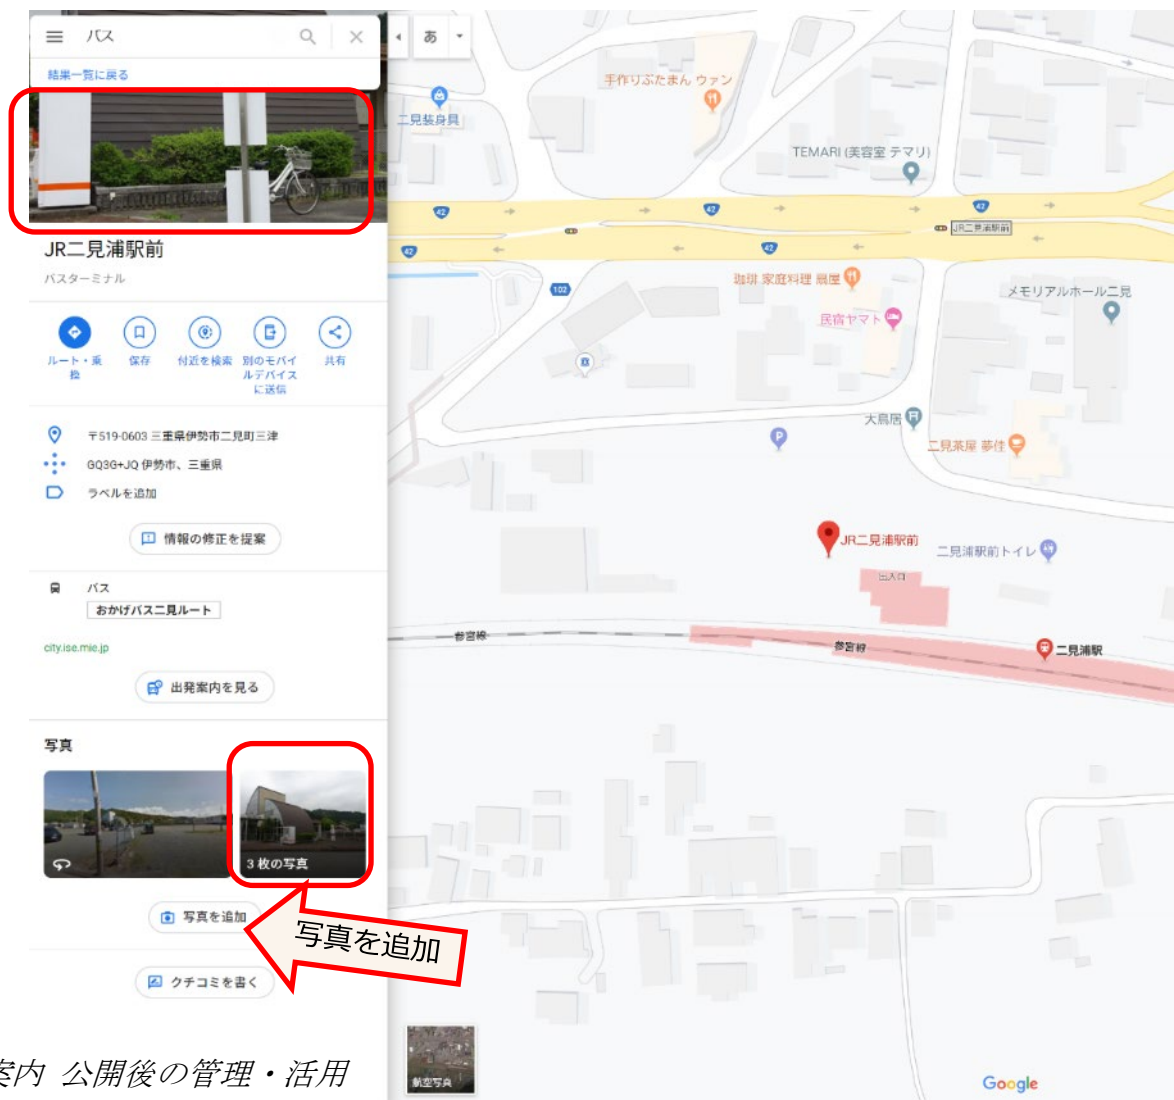 バス
あ
結果一覧に戻る
JR二見浦駅前
バスターミナル
ルート・乗
換
保存
付近を検索
別のモバイ
ルデバイス
に送信
共有
〒519-0603 三重県伊勢市二見町三津
GQ3G+JQ 伊勢市、三重県
ラベルを追加
情報の修正を提案
バス
おかげバス二見ルート
city.ise.mie.jp
出発案内を見る
写真
3 枚の写真
写真を追加
写真を追加
クチコミを書く
案内 公開後の管理・活用
手作りぶたまん ウァン
二見装身具
TEMARI (美容室 テマリ)
42
42
42
JR二見浦駅前
42
42
珈琲 家庭料理 扇屋
102
民宿ヤマト
メモリアルホール二見
大鳥居
P
二見茶屋 夢佳
JR二見浦駅前
二見浦駅前トイレ
出入口
参宮線
参宮線
二見浦駅
航空写真
Google